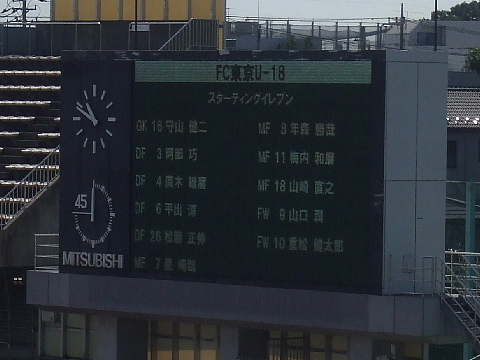 FC東京U-18
スターティングイレブン
GK 16 守山 健二
DF 3 阿部 巧
DF 4 廣木 雄磨
DF 6 平出 涼
DF 26 松藤 正伸
MF 7 星
MF 8 年森 勝哉
MF 11 梅内 和磨
MF 18 山崎 直之
FW 9 山口 潤
FW 10 重松 健太郎
45
MITSUBISHI